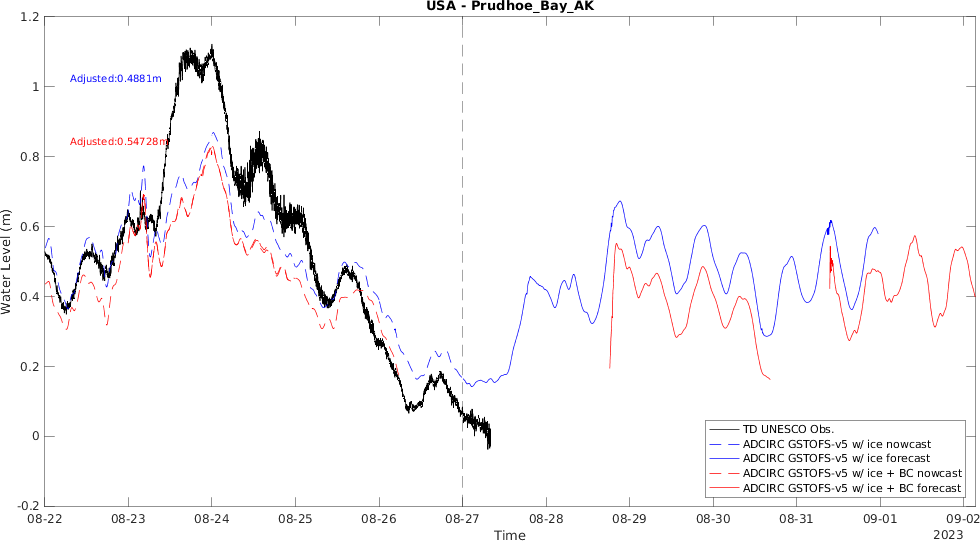 USA - Prudhoe_Bay_AK
1.2
1
0.8
0.6
0.4
0.2
0
-0.2
Water Level (m)
Adjusted:0.4881m
Adjusted:0.54728m
TD UNESCO Obs.
ADCIRC GSTOFS-v5 w/ ice nowcast
ADCIRC GSTOFS-v5 w/ ice forecast
ADCIRC GSTOFS-v5 w/ ice + BC nowcast
ADCIRC GSTOFS-v5 w/ ice + BC forecast
08-22 08-23 08-24 08-25 08-26 08-27 08-28 08-29 08-30 08-31 09-01 09-02
Time
2023